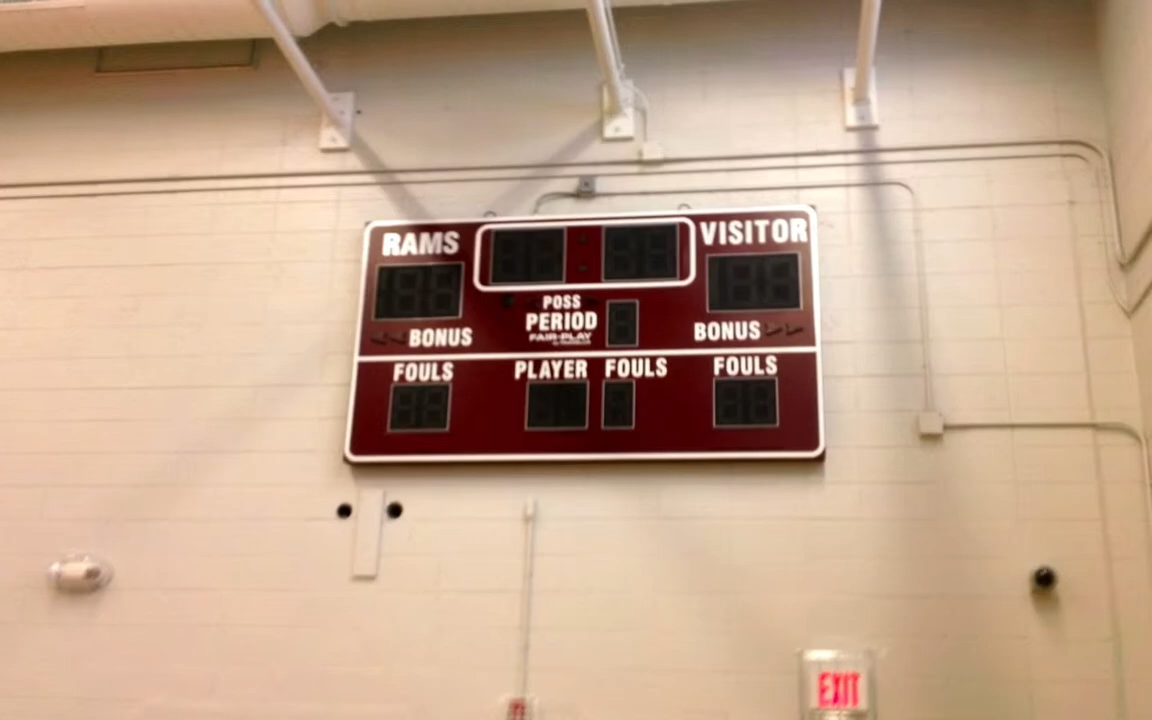 RAMS
VISITOR
POSS
PERIOD
FAIR-PLAY
BONUS
BONUS
FOULS
PLAYER FOULS
FOULS
EXIT